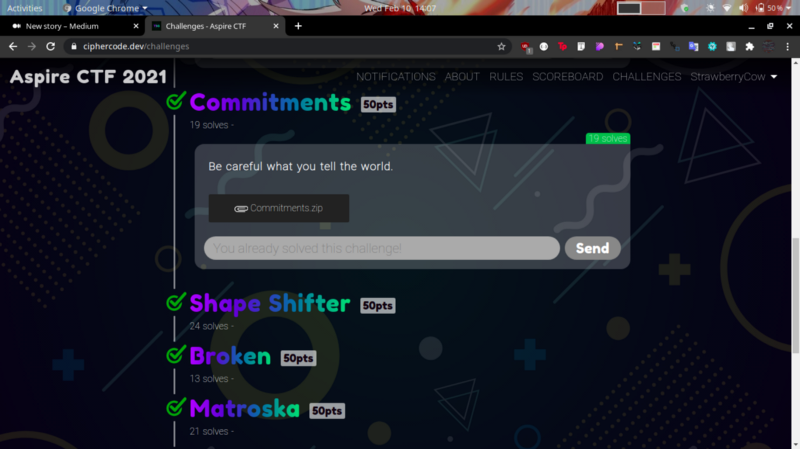 Activities Google Chrome Wed Feb 10, 14:07 50 %
New story – Medium Challenges - Aspire CTF
ciphercode.dev/challenges
Aspire CTF 2021 NOTIFICATIONS ABOUT RULES SCOREBOARD CHALLENGES StrawberryCow
Commitments 50pts
19 solves -
19 solves
Be careful what you tell the world.
Commitments.zip
You already solved this challenge! Send
Shape Shifter 50pts
24 solves -
Broken 50pts
13 solves -
Matroska 50pts
21 solves -